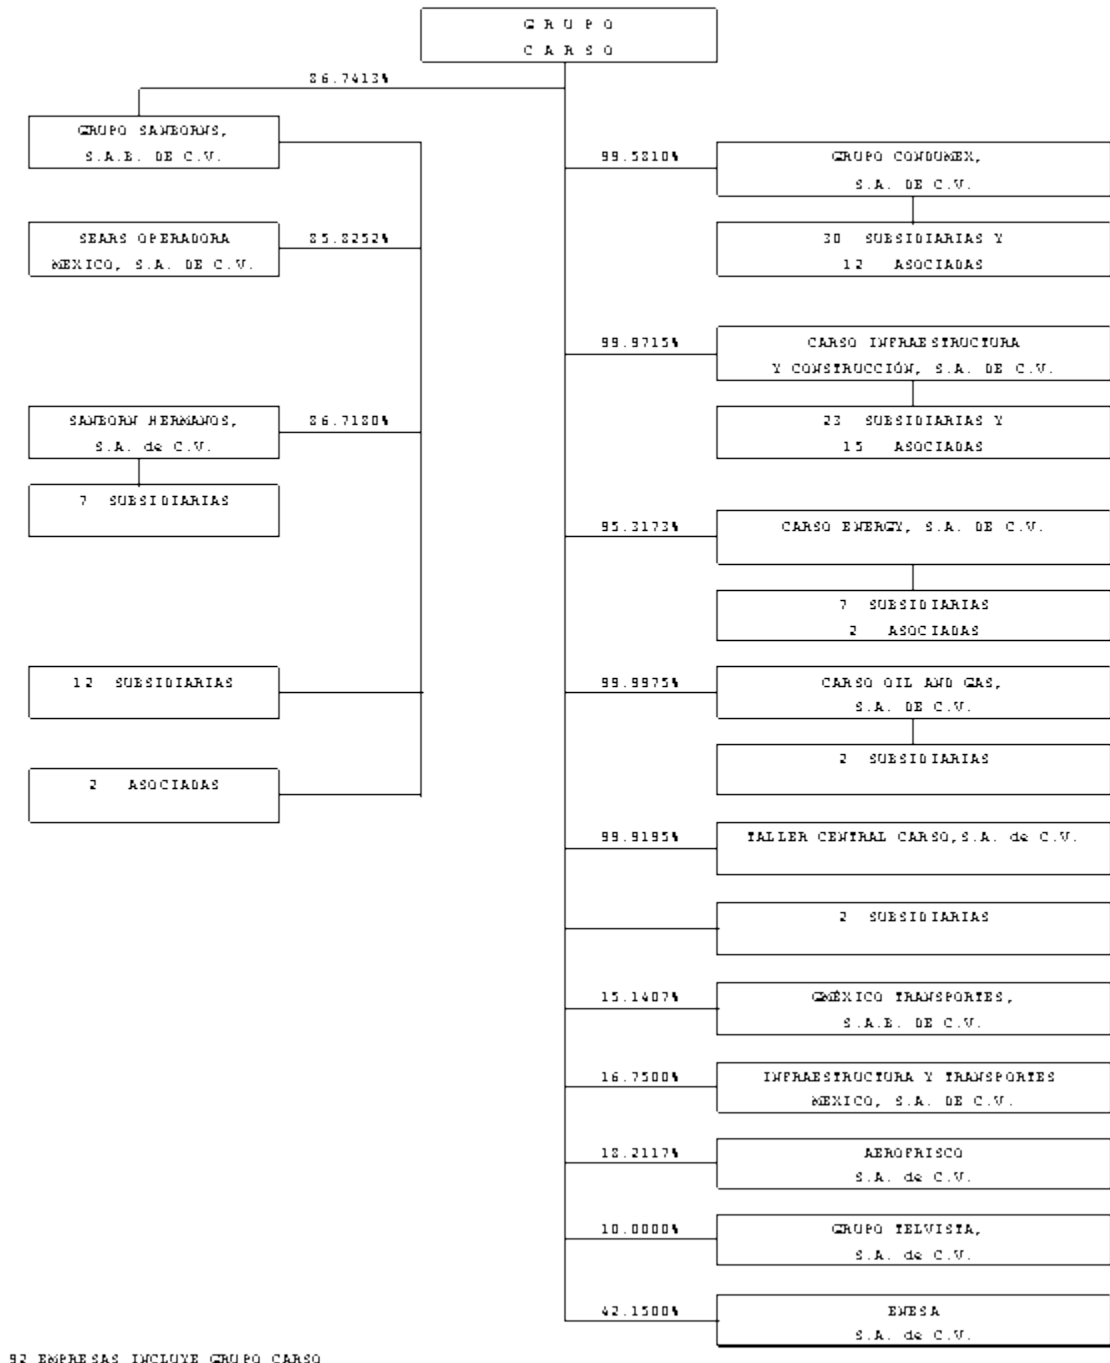 GRUPO
CARSO
86.7413%
GRUPO SANBORNS,
S.A.B. DE C.V.
99.5810%
GRUPO CONDUMEX,
S.A. DE C.V.
SEARS OPERADORA
MEXICO, S.A. DE C.V.
85.8252%
30 SUBSIDIARIAS Y
12 ASOCIADAS
99.9715%
CARSO INFRAESTRUCTURA
Y CONSTRUCCIÓN, S.A. DE C.V.
SANBORN HERMANOS,
S.A. de C.V.
86.7180%
23 SUBSIDIARIAS Y
15 ASOCIADAS
7 SUBSIDIARIAS
95.3173%
CARSO ENERGY, S.A. DE C.V.
7 SUBSIDIARIAS
2 ASOCIADAS
12 SUBSIDIARIAS
99.9975%
CARSO OIL AND GAS,
S.A. DE C.V.
2 SUBSIDIARIAS
2 ASOCIADAS
99.9195%
TALLER CENTRAL CARSO,S.A. de C.V.
2 SUBSIDIARIAS
15.1407%
GMÉXICO TRANSPORTES,
S.A.B. DE C.V.
16.7500%
INFRAESTRUCTURA Y TRANSPORTES
MEXICO, S.A. DE C.V.
18.2117%
AEROFRISCO
S.A. de C.V.
10.0000%
GRUPO TELVISTA,
S.A. de C.V.
42.1500%
ENESA
S.A. de C.V.
92 EMPRESAS INCLUYE GRUPO CARSO